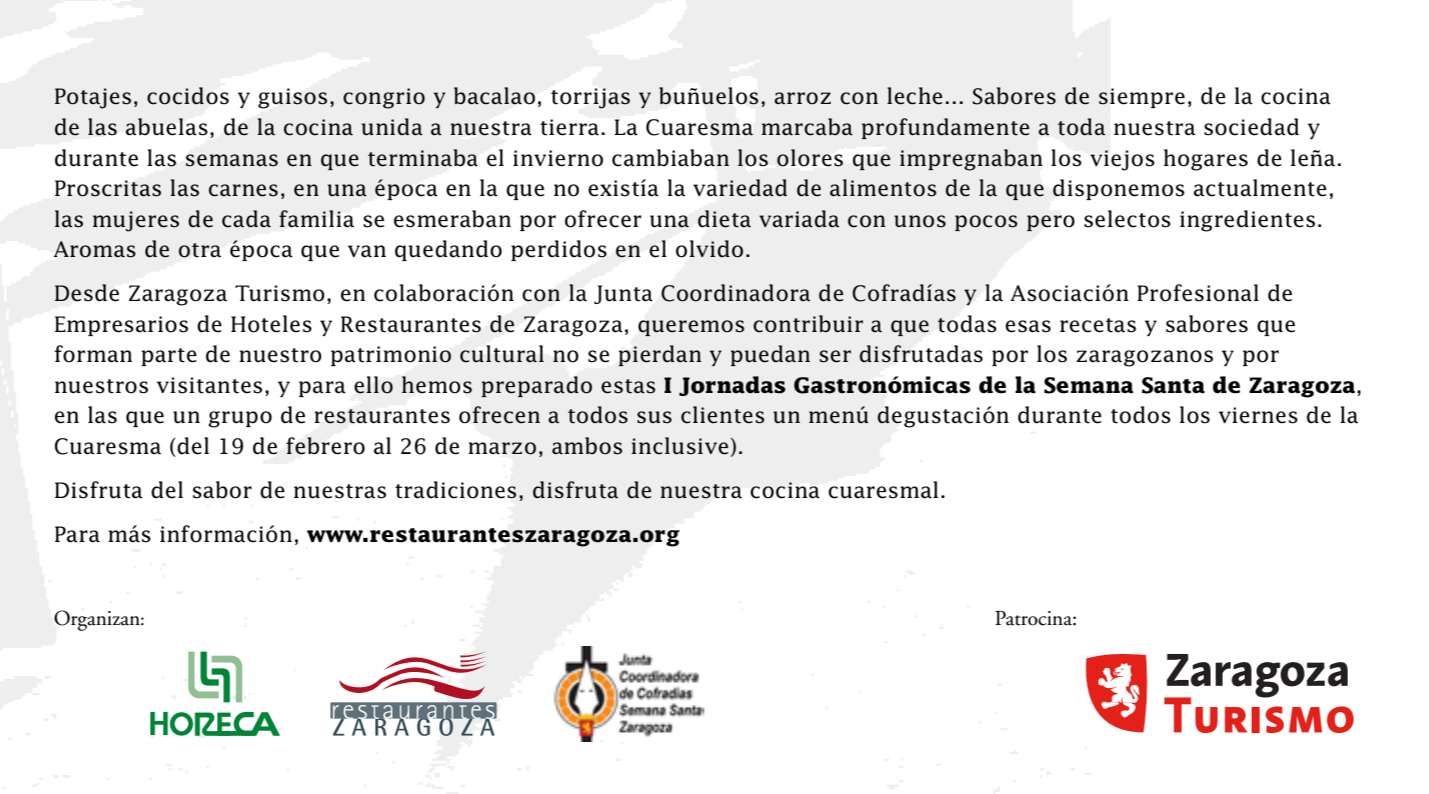 Potajes, cocidos y guisos, congrio y bacalao, torrijas y buñuelos, arroz con leche... Sabores de siempre, de la cocina
de las abuelas, de la cocina unida a nuestra tierra. La Cuaresma marcaba profundamente a toda nuestra sociedad y
durante las semanas en que terminaba el invierno cambiaban los olores que impregnaban los viejos hogares de leña.
Proscritas las carnes, en una época en la que no existía la variedad de alimentos de la que disponemos actualmente,
las mujeres de cada familia se esmeraban por ofrecer una dieta variada con unos pocos pero selectos ingredientes.
Aromas de otra época que van quedando perdidos en el olvido.
Desde Zaragoza Turismo, en colaboración con la Junta Coordinadora de Cofradías y la Asociación Profesional de
Empresarios de Hoteles y Restaurantes de Zaragoza, queremos contribuir a que todas esas recetas y sabores que
forman parte de nuestro patrimonio cultural no se pierdan y puedan ser disfrutadas por los zaragozanos y por
nuestros visitantes, y para ello hemos preparado estas I Jornadas Gastronómicas de la Semana Santa de Zaragoza,
en las que un grupo de restaurantes ofrecen a todos sus clientes un menú degustación durante todos los viernes de la
Cuaresma (del 19 de febrero al 26 de marzo, ambos inclusive).
Disfruta del sabor de nuestras tradiciones, disfruta de nuestra cocina cuaresmal.
Para más información, www.restauranteszaragoza.org
Organizan:
Patrocina:
HORECA
restaurantes
ZARAGOZA
Junta
Coordinadora
de Cofradías
Semana Santa
Zaragoza
Zaragoza
TURISMO